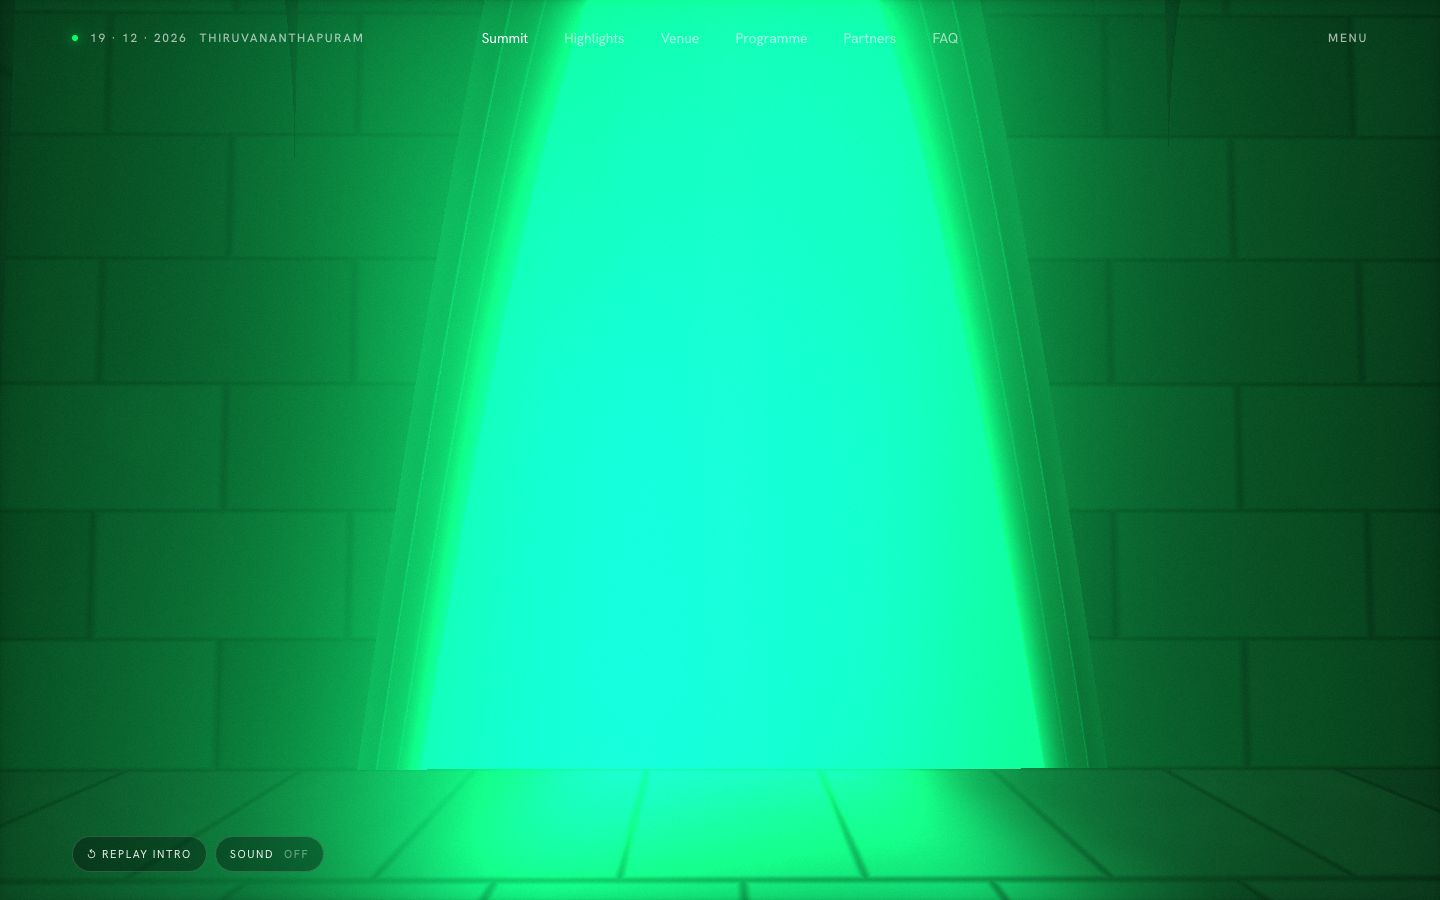 19 · 12 · 2026 THIRUVANANTHAPURAM
Summit Highlights Venue Programme Partners FAQ
MENU
REPLAY INTRO
SOUND OFF